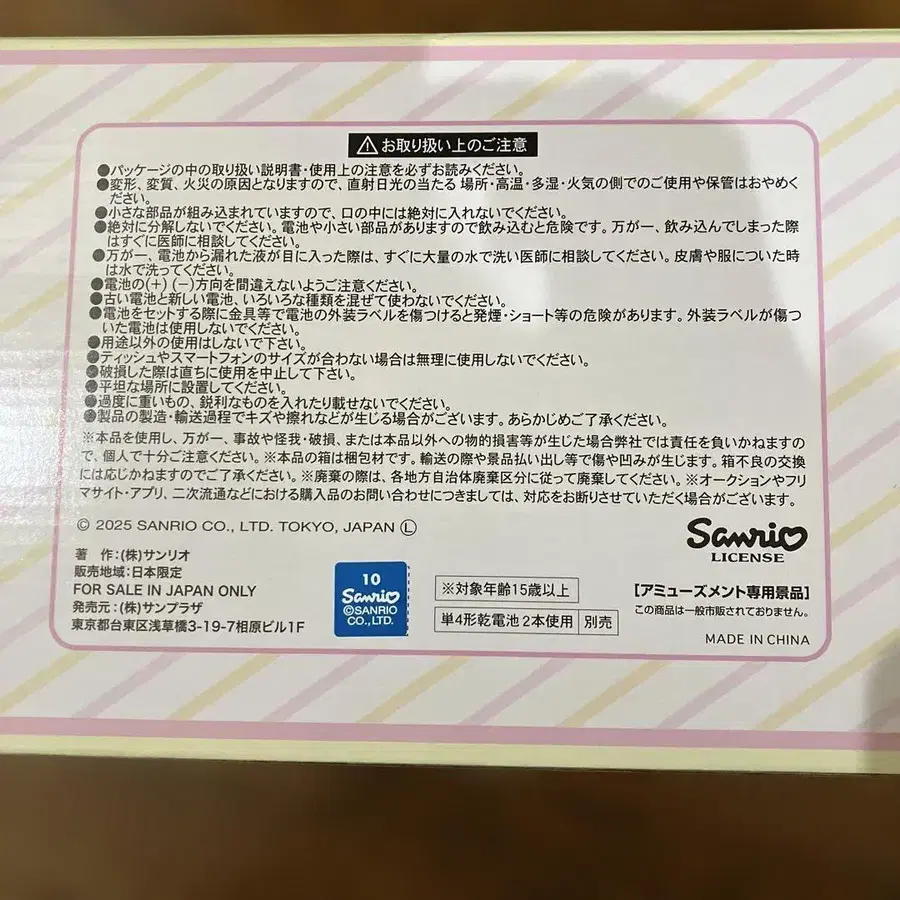 ⚠お取り扱い上のご注意
●パッケージの中の取り扱い説明書・使用上の注意を必ずお読みください。
●変形、変質、火災の原因となりますので、直射日光の当たる 場所・高温・多湿・火気の側でのご使用や保管はおやめく
ださい。
●小さな部品が組み込まれていますので、口の中には絶対に入れないでください。
●絶対に分解しないでください。電池や小さい部品がありますので飲み込むと危険です。万が一、飲み込んでしまった際
はすぐに医師に相談してください。
●万が一、電池から漏れた液が目に入った際は、すぐに大量の水で洗い医師に相談してください。皮膚や服についた時
は水で洗ってください。
●電池の(+) (−)方向を間違えないようご注意ください。
●古い電池と新しい電池、いろいろな種類を混ぜて使わないでください。
●電池をセットする際に金具等で電池の外装ラベルを傷つけると発煙・ショート等の危険があります。外装ラベルが傷つ
いた電池は使用しないでください。
●用途以外の使用はしないで下さい。
●ティッシュやスマートフォンのサイズが合わない場合は無理に使用しないでください。
●破損した際は直ちに使用を中止して下さい。
●平坦な場所に設置してください。
●過度に重いもの、鋭利なものを入れたり載せないでください。
●製品の製造・輸送過程でキズや擦れなどが生じる場合がございます。あらかじめご了承ください。
※本品を使用し、万が一、事故や怪我・破損、または本品以外への物的損害等が生じた場合弊社では責任を負いかねますの
で、個人で十分ご注意ください。※本品の箱は梱包材です。輸送の際や景品払い出し等で傷や凹みが生じます。箱不良の交換
には応じかねますのでご了承ください。※廃棄の際は、各地方自治体廃棄区分に従って廃棄してください。※オークションやフリ
マサイト・アプリ、二次流通などにおける購入品のお問い合わせにつきましては、対応をお断りさせていただく場合がございます。
© 2025 SANRIO CO., LTD. TOKYO, JAPAN Ⓛ
著 作:(株)サンリオ
販売地域:日本限定
FOR SALE IN JAPAN ONLY
発売元:(株)サンプラザ
東京都台東区浅草橋3-19-7相原ビル1F
10
Sanrio
©SANRIO
CO.,LTD.
※対象年齢15歳以上
単4形乾電池 2本使用 別売
Sanrio
LICENSE
【アミューズメント専用景品】
この商品は一般市販されておりません。
MADE IN CHINA